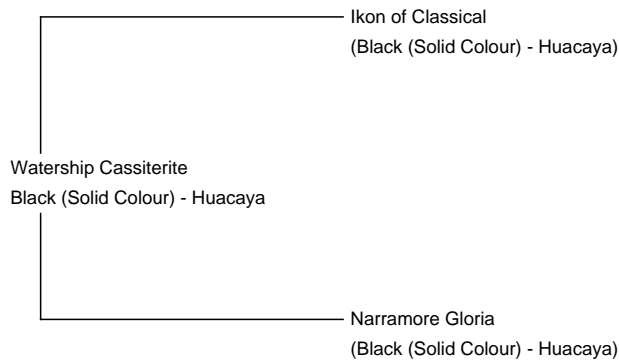 Ikon of Classical
(Black (Solid Colour) - Huacaya)
Watership Cassiterite
Black (Solid Colour) - Huacaya
Narramore Gloria
(Black (Solid Colour) - Huacaya)